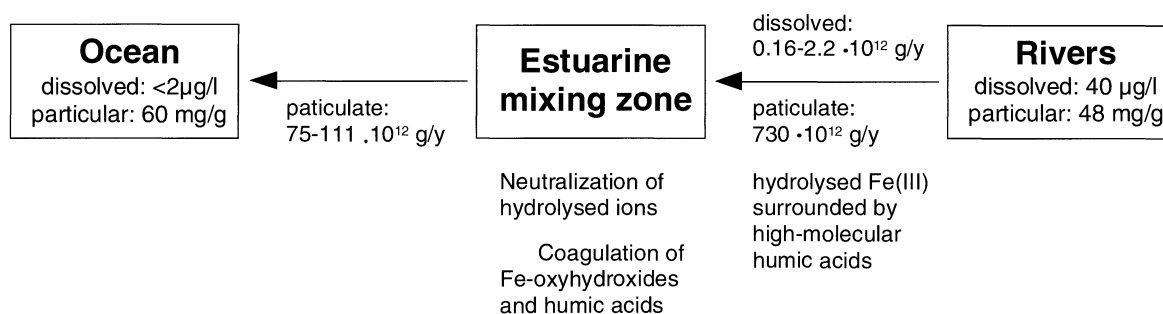 Ocean
dissolved: <2µg/l
particular: 60 mg/g
paticulate:
75-111 .10¹² g/y
Estuarine
mixing zone
Neutralization of
hydrolysed ions
Coagulation of
Fe-oxyhydroxides
and humic acids
dissolved:
0.16-2.2 •10¹² g/y
paticulate:
730 •10¹² g/y
hydrolysed Fe(III)
surrounded by
high-molecular
humic acids
Rivers
dissolved: 40 µg/l
particular: 48 mg/g